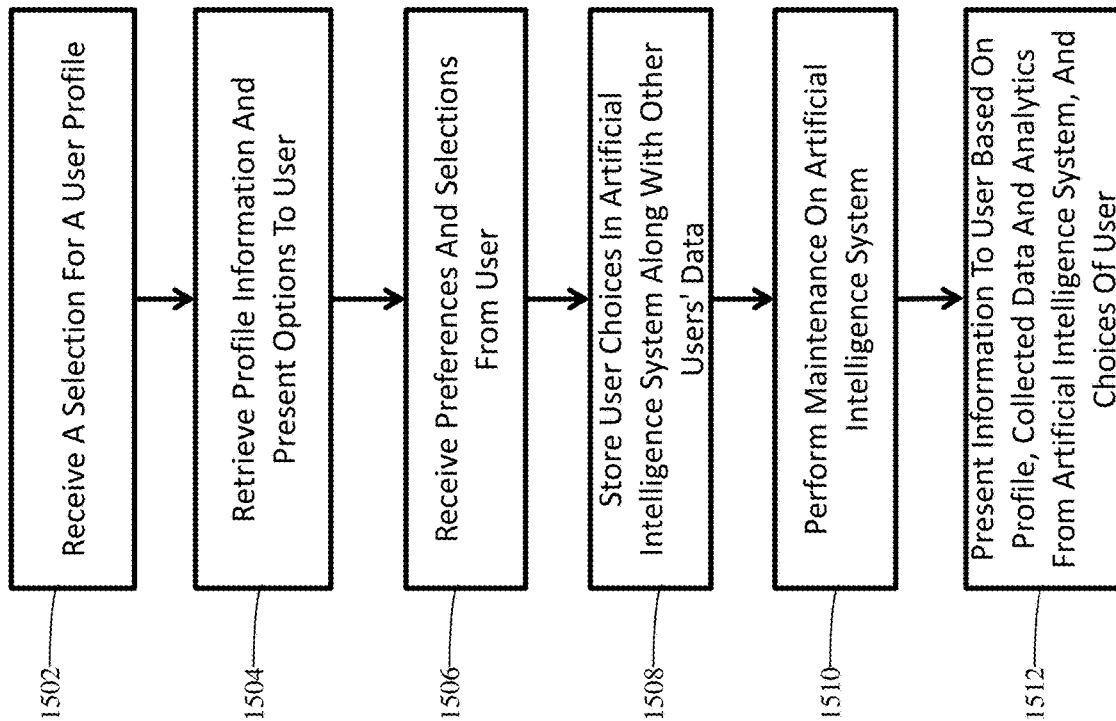 1502
Receive A Selection For A User Profile
1504
Retrieve Profile Information And
Present Options To User
1506
Receive Preferences And Selections
From User
1508
Store User Choices In Artificial
Intelligence System Along With Other
Users' Data
1510
Perform Maintenance On Artificial
Intelligence System
1512
Present Information To User Based On
Profile, Collected Data And Analytics
From Artificial Intelligence System, And
Choices Of User